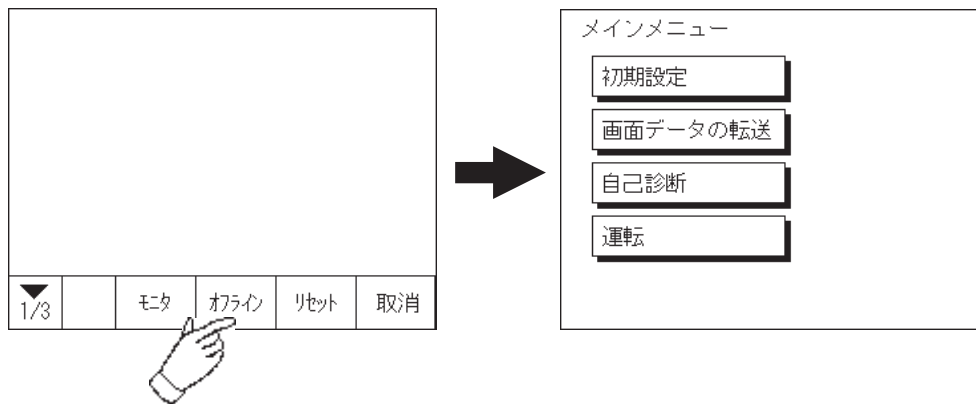 ▼
1/3
ﾓﾆﾀ
ｵﾌﾗｲﾝ
ﾘｾｯﾄ
取消
メインメニュー
初期設定
画面データの転送
自己診断
運転